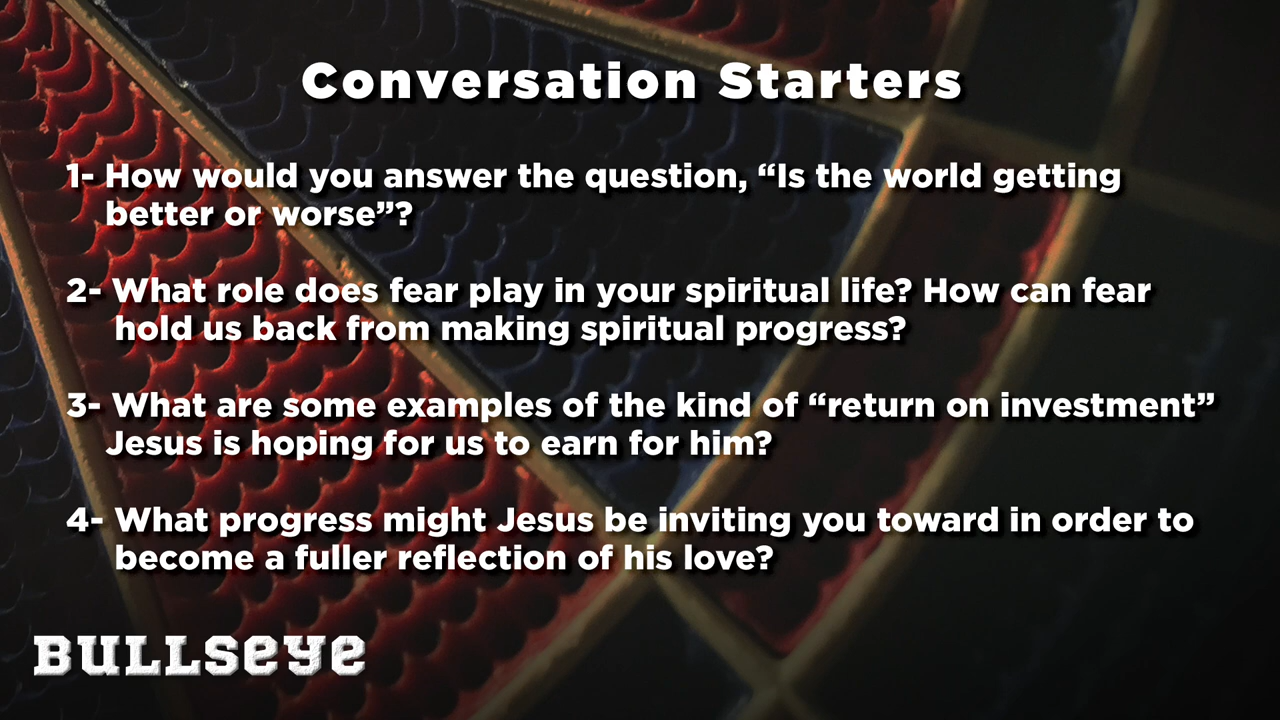 Conversation Starters
1- How would you answer the question, “Is the world getting
better or worse”?
2- What role does fear play in your spiritual life? How can fear
hold us back from making spiritual progress?
3- What are some examples of the kind of “return on investment”
Jesus is hoping for us to earn for him?
4- What progress might Jesus be inviting you toward in order to
become a fuller reflection of his love?
BULLSEYE